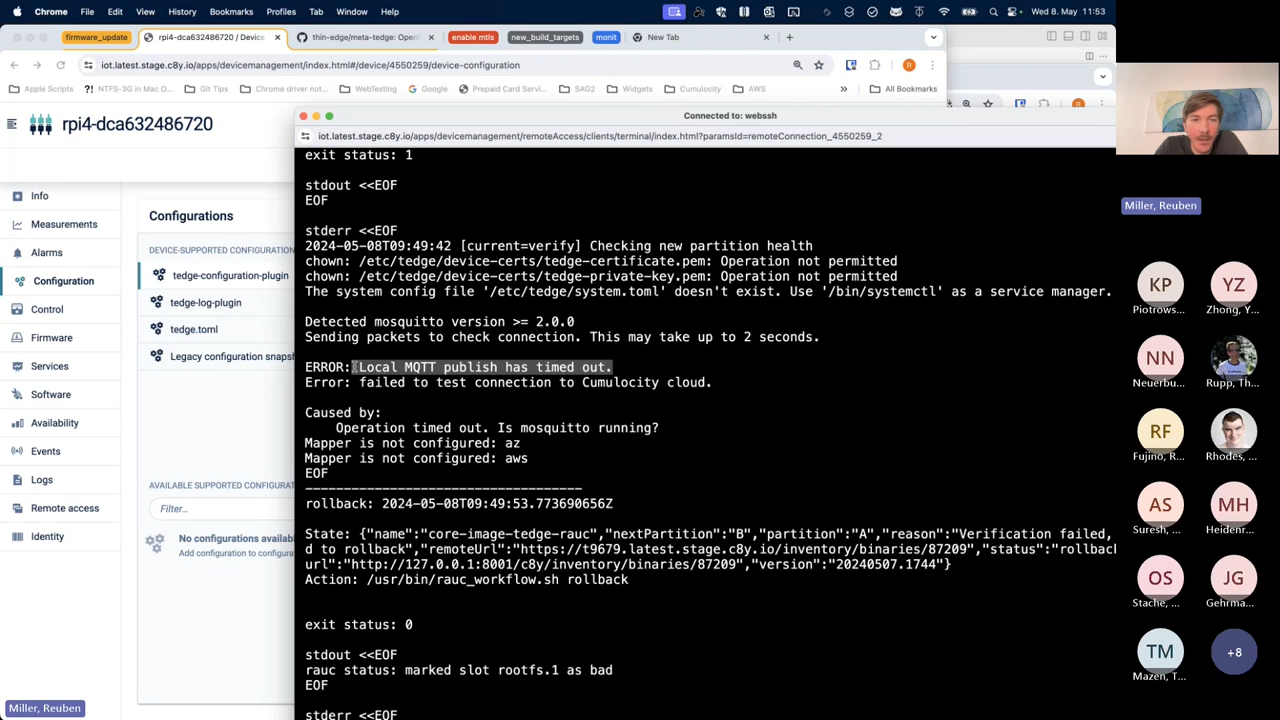 Chrome File Edit View History Bookmarks Profiles Tab Window Help Wed 8. May 11:53
firmware_update rpi4-dca632486720 / Device thin-edge/meta-tedge: OpenE enable mtls new_build_targets monit New Tab
iot.latest.stage.c8y.io/apps/devicemanagement/index.html#/device/4550259/device-configuration
Apple Scripts NTFS-3G in Mac O... Git Tips Chrome driver not... WebTesting Google Prepaid Card Servi... SAG2 Widgets Cumulocity AWS All Bookmarks
rpi4-dca632486720
Info
Measurements
Alarms
Configuration
Control
Firmware
Services
Software
Availability
Events
Logs
Remote access
Identity
Configurations
DEVICE-SUPPORTED CONFIGURATION
tedge-configuration-plugin
tedge-log-plugin
tedge.toml
Legacy configuration snapsh
AVAILABLE SUPPORTED CONFIGURAT
Filter...
No configurations available
Add configuration to configura
Connected to: webssh
iot.latest.stage.c8y.io/apps/devicemanagement/remoteAccess/clients/terminal/index.html?paramsId=remoteConnection_4550259_2
exit status: 1
stdout <<EOF
EOF
stderr <<EOF
2024-05-08T09:49:42 [current=verify] Checking new partition health
chown: /etc/tedge/device-certs/tedge-certificate.pem: Operation not permitted
chown: /etc/tedge/device-certs/tedge-private-key.pem: Operation not permitted
The system config file '/etc/tedge/system.toml' doesn't exist. Use '/bin/systemctl' as a service manager.
Detected mosquitto version >= 2.0.0
Sending packets to check connection. This may take up to 2 seconds.
ERROR: Local MQTT publish has timed out.
Error: failed to test connection to Cumulocity cloud.
Caused by:
Operation timed out. Is mosquitto running?
Mapper is not configured: az
Mapper is not configured: aws
EOF
------------------------------------
rollback: 2024-05-08T09:49:53.773690656Z
State: {"name":"core-image-tedge-rauc","nextPartition":"B","partition":"A","reason":"Verification failed,
d to rollback","remoteUrl":"https://t9679.latest.stage.c8y.io/inventory/binaries/87209","status":"rollbac
url":"http://127.0.0.1:8001/c8y/inventory/binaries/87209","version":"20240507.1744"}
Action: /usr/bin/rauc_workflow.sh rollback
exit status: 0
stdout <<EOF
rauc status: marked slot rootfs.1 as bad
EOF
stderr <<EOF
Miller, Reuben
KP
Piotrows...
YZ
Zhong, Y...
NN
Neuerbu...
Rupp, Th...
RF
Fujino, R...
Rhodes, ...
AS
Suresh, ...
MH
Heidenr...
OS
Stache, ...
JG
Gehrma...
TM
Mazen, T...
+8
Miller, Reuben